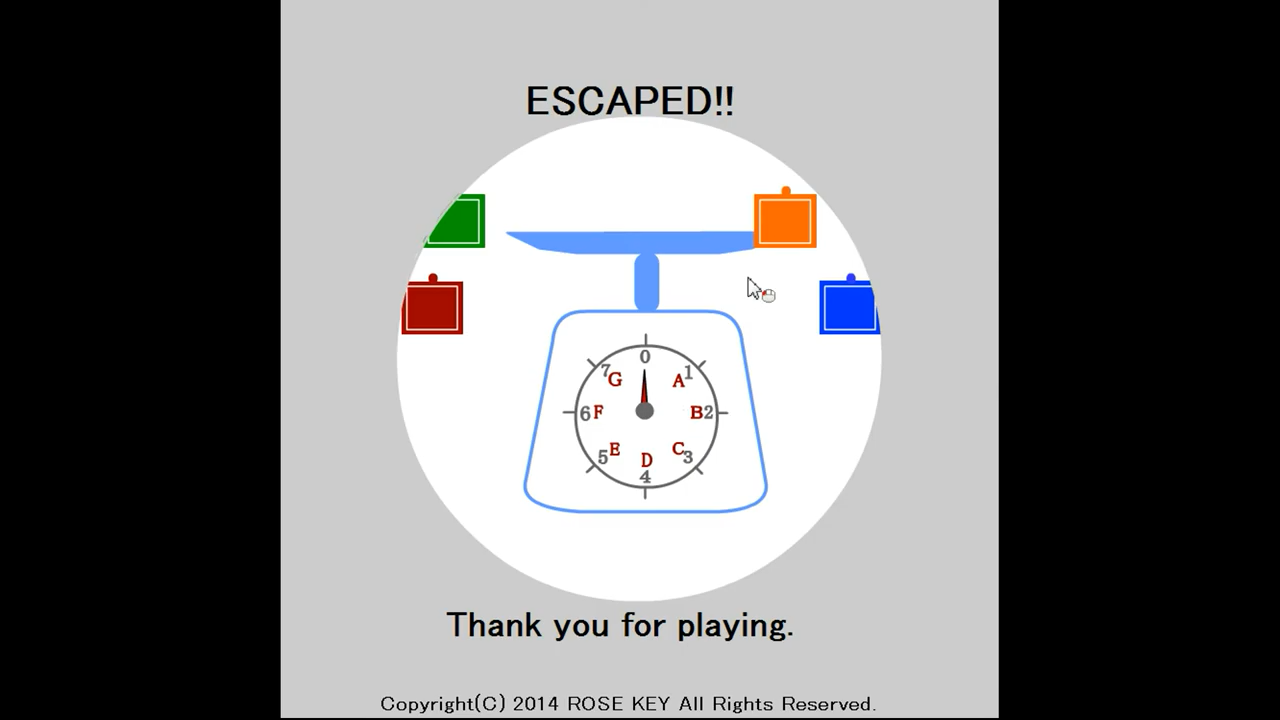 ESCAPED!!
0
7 1
G A
6 F B 2
E C
5 3
D
4
Thank you for playing.
Copyright(C) 2014 ROSE KEY All Rights Reserved.